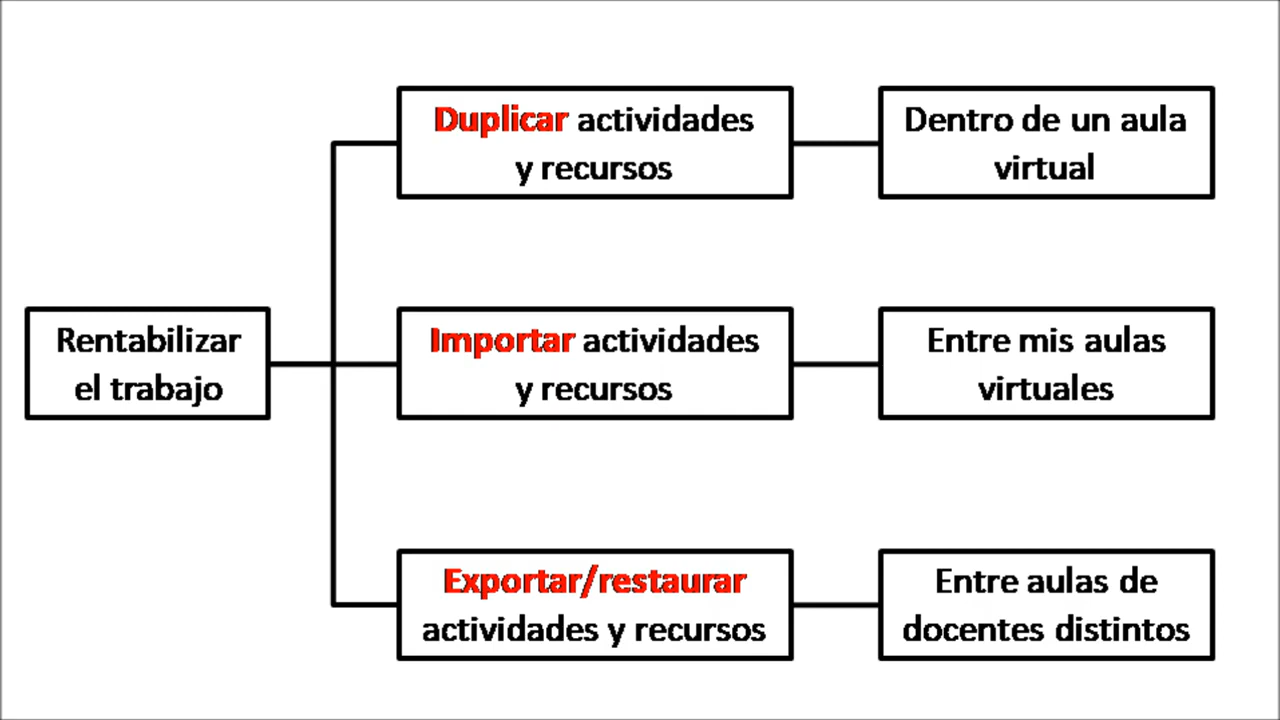 Rentabilizar
el trabajo
Duplicar actividades
y recursos
Dentro de un aula
virtual
Importar actividades
y recursos
Entre mis aulas
virtuales
Exportar/restaurar
actividades y recursos
Entre aulas de
docentes distintos